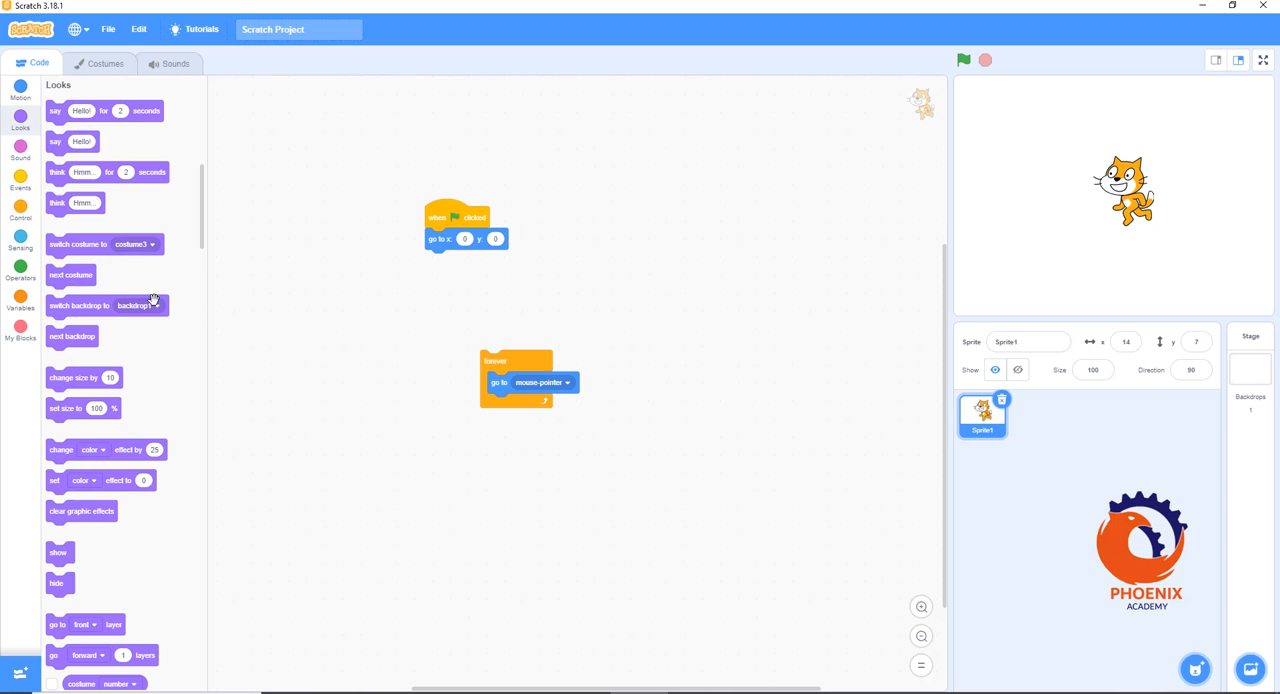 Scratch 3.18.1
SCRATCH File Edit Tutorials Scratch Project
Code Costumes Sounds
Motion
Looks
Sound
Events
Control
Sensing
Operators
Variables
My Blocks
Looks
say Hello! for 2 seconds
say Hello!
think Hmm... for 2 seconds
think Hmm...
switch costume to costume3
next costume
switch backdrop to backdrop1
next backdrop
change size by 10
set size to 100 %
change color effect by 25
set color effect to 0
clear graphic effects
show
hide
go to front layer
go forward 1 layers
costume number
when clicked
go to x: 0 y: 0
forever
go to mouse-pointer
Sprite Sprite1 x 14 y 7
Show Size 100 Direction 90
Sprite1
Stage
Backdrops
1
PHOENIX
ACADEMY